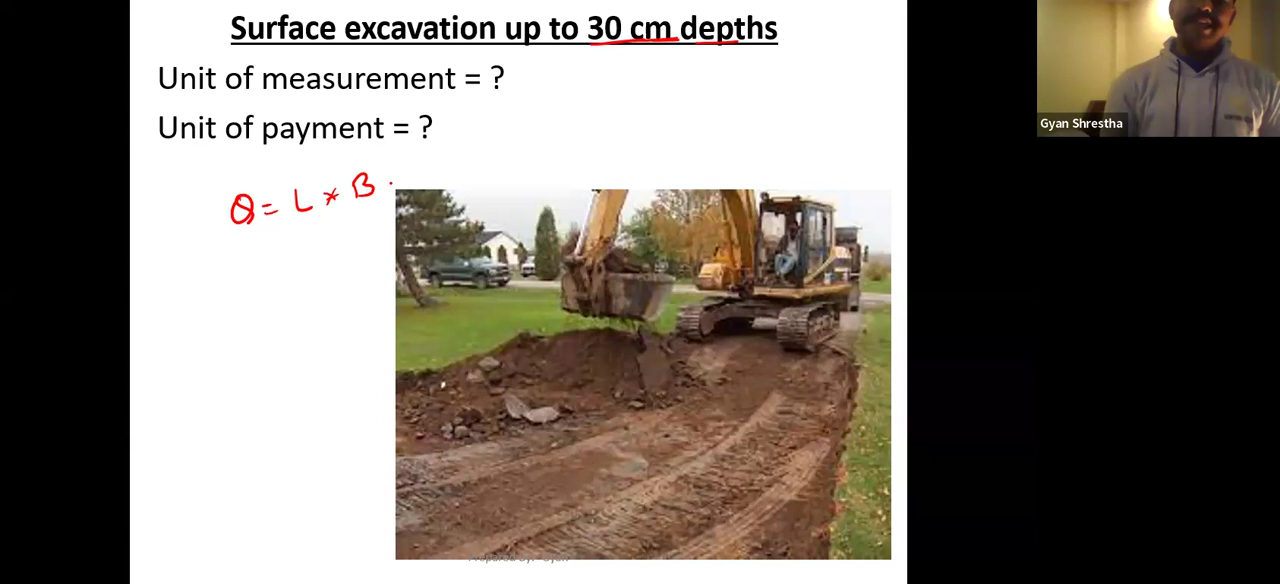 Surface excavation up to 30 cm depths
Unit of measurement = ?
Unit of payment = ?
Q = L * B
Gyan Shrestha